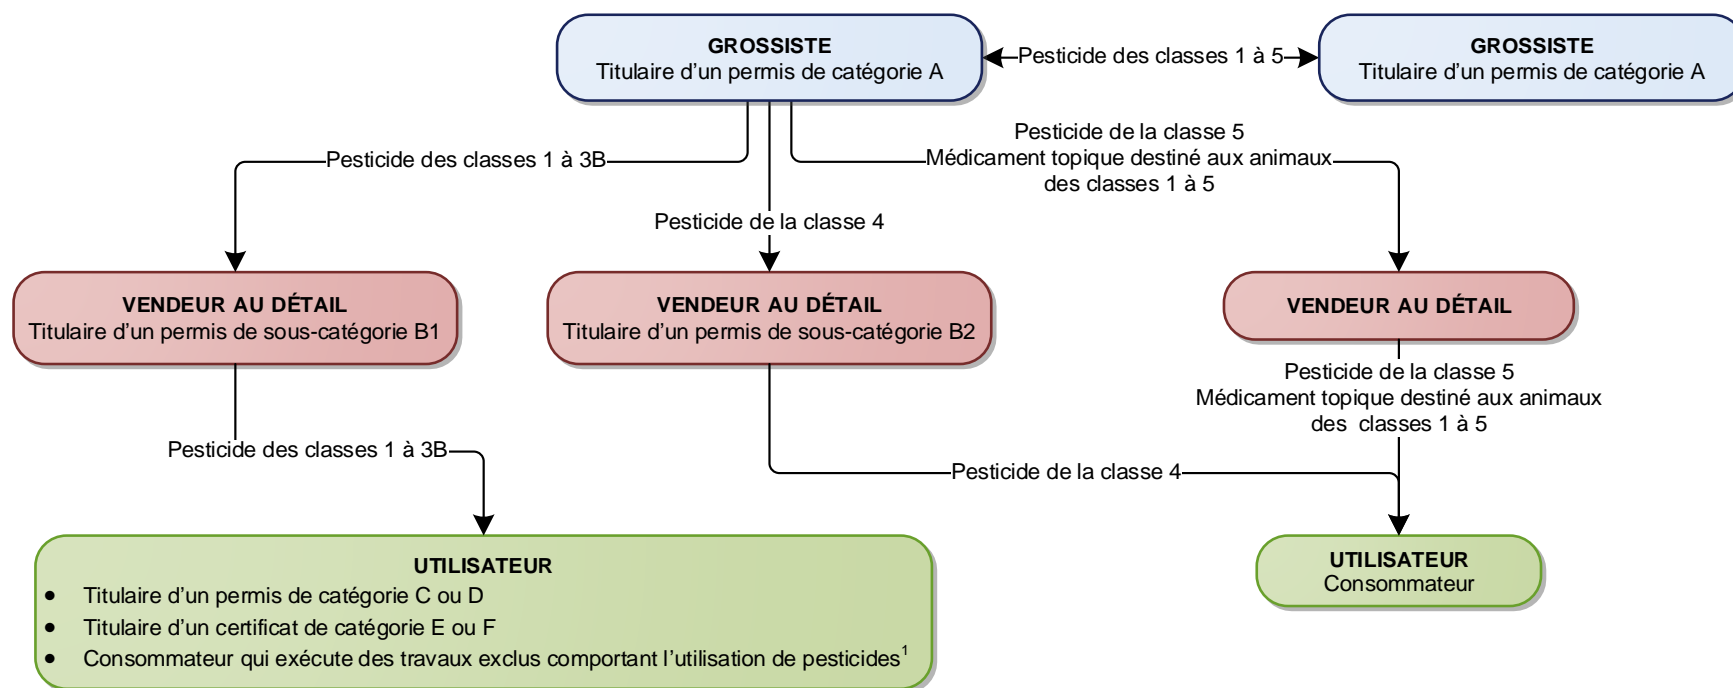 GROSSISTE
Titulaire d'un permis de catégorie A
Pesticide des classes 1 à 5
GROSSISTE
Titulaire d'un permis de catégorie A
Pesticide des classes 1 à 3B
Pesticide de la classe 4
Pesticide de la classe 5
Médicament topique destiné aux animaux
des classes 1 à 5
VENDEUR AU DÉTAIL
Titulaire d'un permis de sous-catégorie B1
VENDEUR AU DÉTAIL
Titulaire d'un permis de sous-catégorie B2
VENDEUR AU DÉTAIL
Pesticide des classes 1 à 3B
Pesticide de la classe 4
Pesticide de la classe 5
Médicament topique destiné aux animaux
des classes 1 à 5
UTILISATEUR
• Titulaire d'un permis de catégorie C ou D
• Titulaire d'un certificat de catégorie E ou F
• Consommateur qui exécute des travaux exclus comportant l'utilisation de pesticides¹
UTILISATEUR
Consommateur